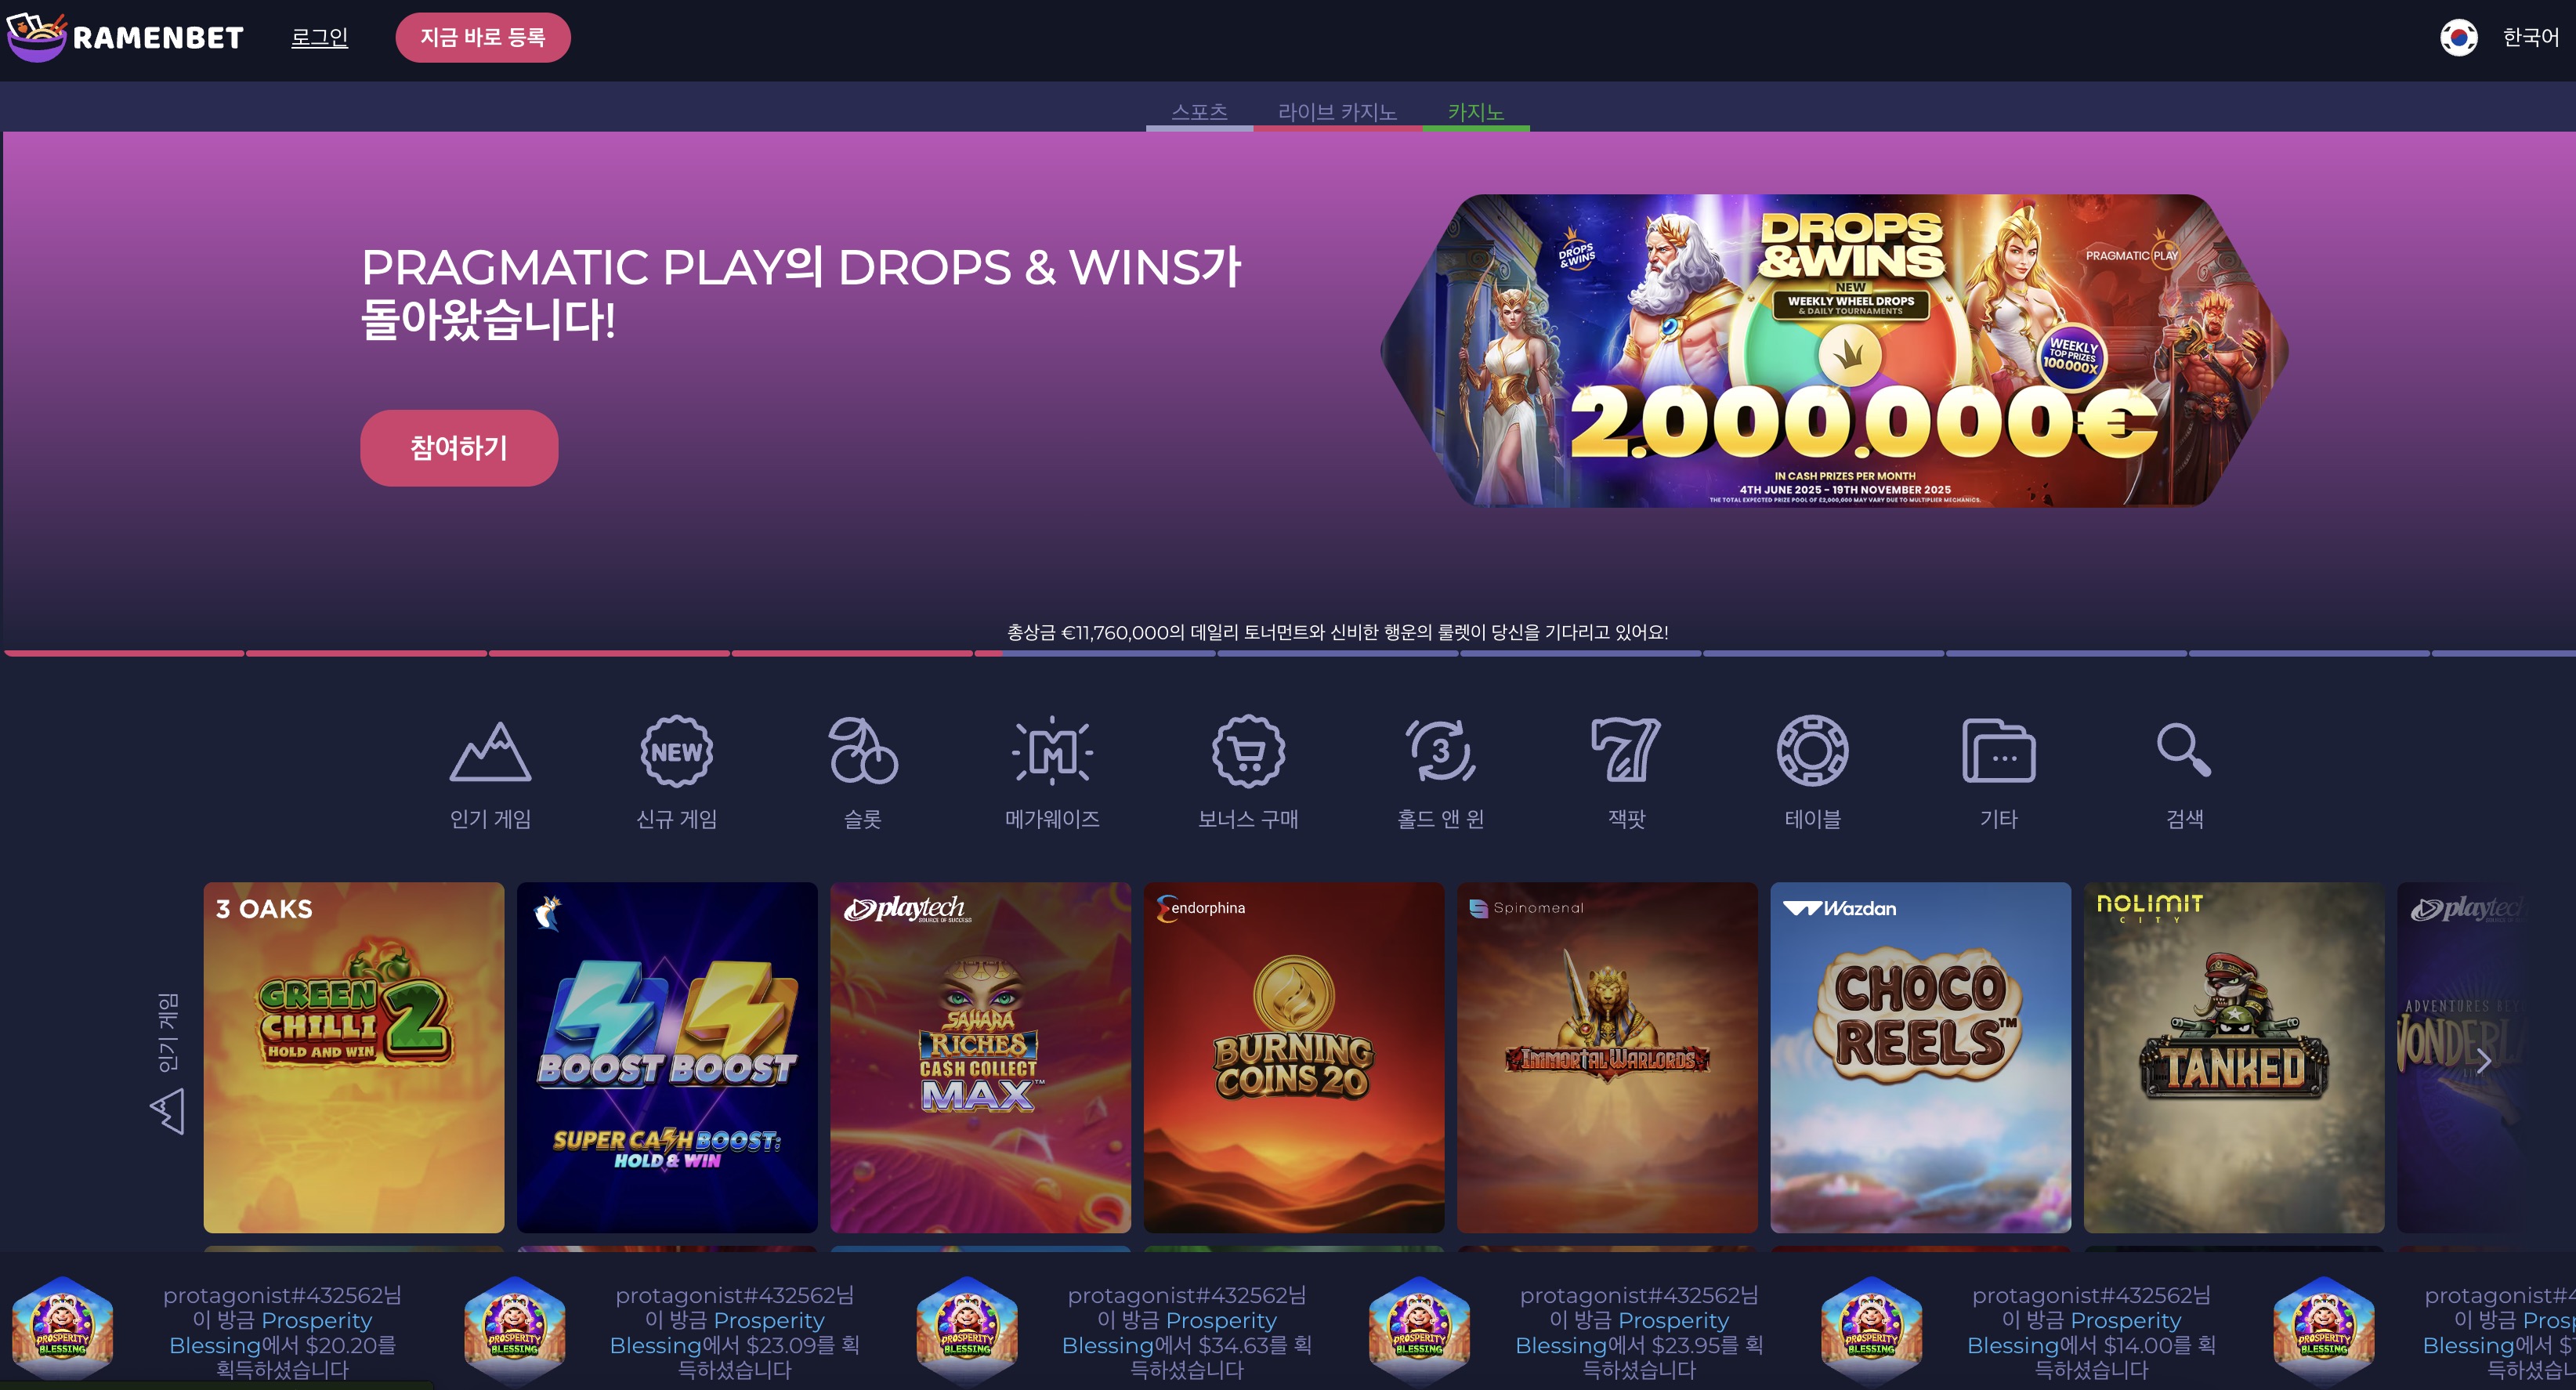 RAMENBET
로그인
지금 바로 등록
한국어
스포츠
라이브 카지노
카지노
PRAGMATIC PLAY의 DROPS & WINS가
돌아왔습니다!
참여하기
DROPS
&WINS
DROPS
&WINS
PRAGMATIC PLAY
NEW
WEEKLY WHEEL DROPS
& DAILY TOURNAMENTS
WEEKLY
TOP PRIZES
100.000X
2.000.000€
IN CASH PRIZES PER MONTH
4TH JUNE 2025 - 19TH NOVEMBER 2025
THE TOTAL EXPECTED PRIZE POOL OF £2,000,000 MAY VARY DUE TO MULTIPLIER MECHANICS.
총상금 €11,760,000의 데일리 토너먼트와 신비한 행운의 룰렛이 당신을 기다리고 있어요!
NEW
M
3
7
인기 게임
신규 게임
슬롯
메가웨이즈
보너스 구매
홀드 앤 윈
잭팟
테이블
기타
검색
인기 게임
3 OAKS
GREEN
CHILLI 2
HOLD AND WIN
BOOST BOOST
SUPER CASH BOOST:
HOLD & WIN
playtech
SOURCE OF SUCCESS
SAHARA
RICHES
CASH COLLECT
MAX™
endorphina
BURNING
COINS 20
Spinomenal
IMMORTAL WARLORDS
Wazdan
CHOCO
REELS™
NOLIMIT
CITY
TANKED
playtech
ADVENTURES
PROSPERITY
BLESSING
protagonist#432562님
이 방금 Prosperity
Blessing에서 $20.20를
획득하셨습니다
PROSPERITY
BLESSING
protagonist#432562님
이 방금 Prosperity
Blessing에서 $23.09를 획
득하셨습니다
PROSPERITY
BLESSING
protagonist#432562님
이 방금 Prosperity
Blessing에서 $34.63를 획
득하셨습니다
PROSPERITY
BLESSING
protagonist#432562님
이 방금 Prosperity
Blessing에서 $23.95를 획
득하셨습니다
PROSPERITY
BLESSING
protagonist#432562님
이 방금 Prosperity
Blessing에서 $14.00를 획
득하셨습니다
PROSPERITY
BLESSING
protagonist#4
이 방금
Blessing에서